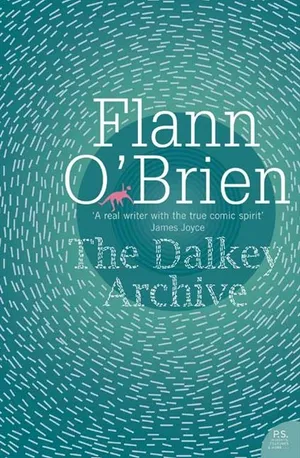 Flann
O'Brien
'A real writer with the true comic spirit'
James Joyce
The Dalkey
Archive
P.S.